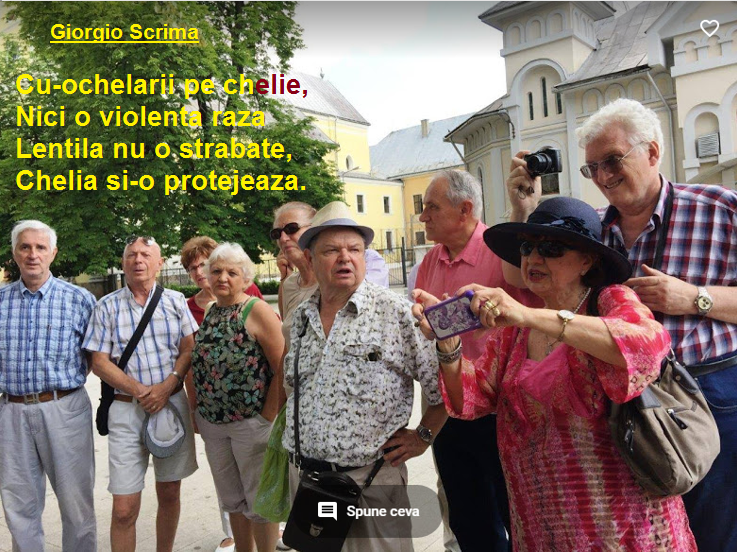 Giorgio Scrima
Cu-ochelarii pe chelie,
Nici o violenta raza
Lentila nu o strabate,
Chelia si-o protejeaza.
Spune ceva